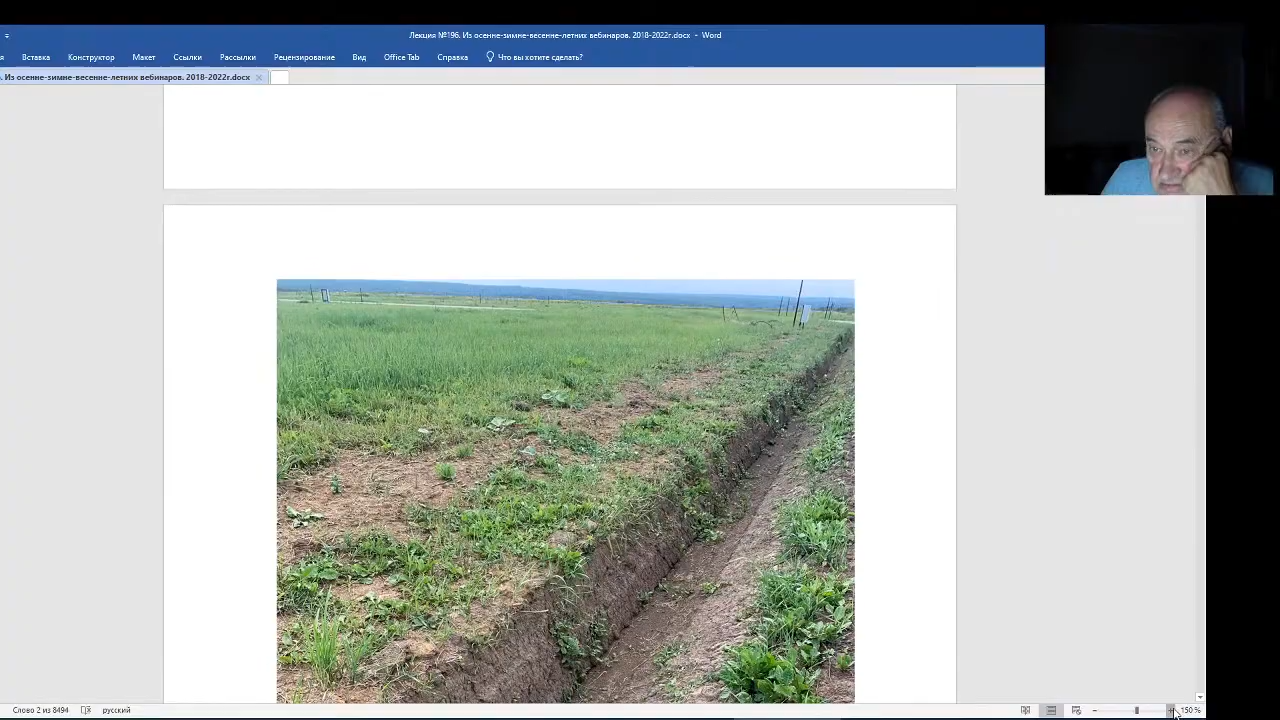 Лекция №196. Из осенне-зимне-весенне-летних вебинаров. 2018-2022г.docx - Word
Вставка Конструктор Макет Ссылки Рассылки Рецензирование Вид Office Tab Справка Что вы хотите сделать?
. Из осенне-зимне-весенне-летних вебинаров. 2018-2022г.docx
Слово 2 из 8494 русский 150 %